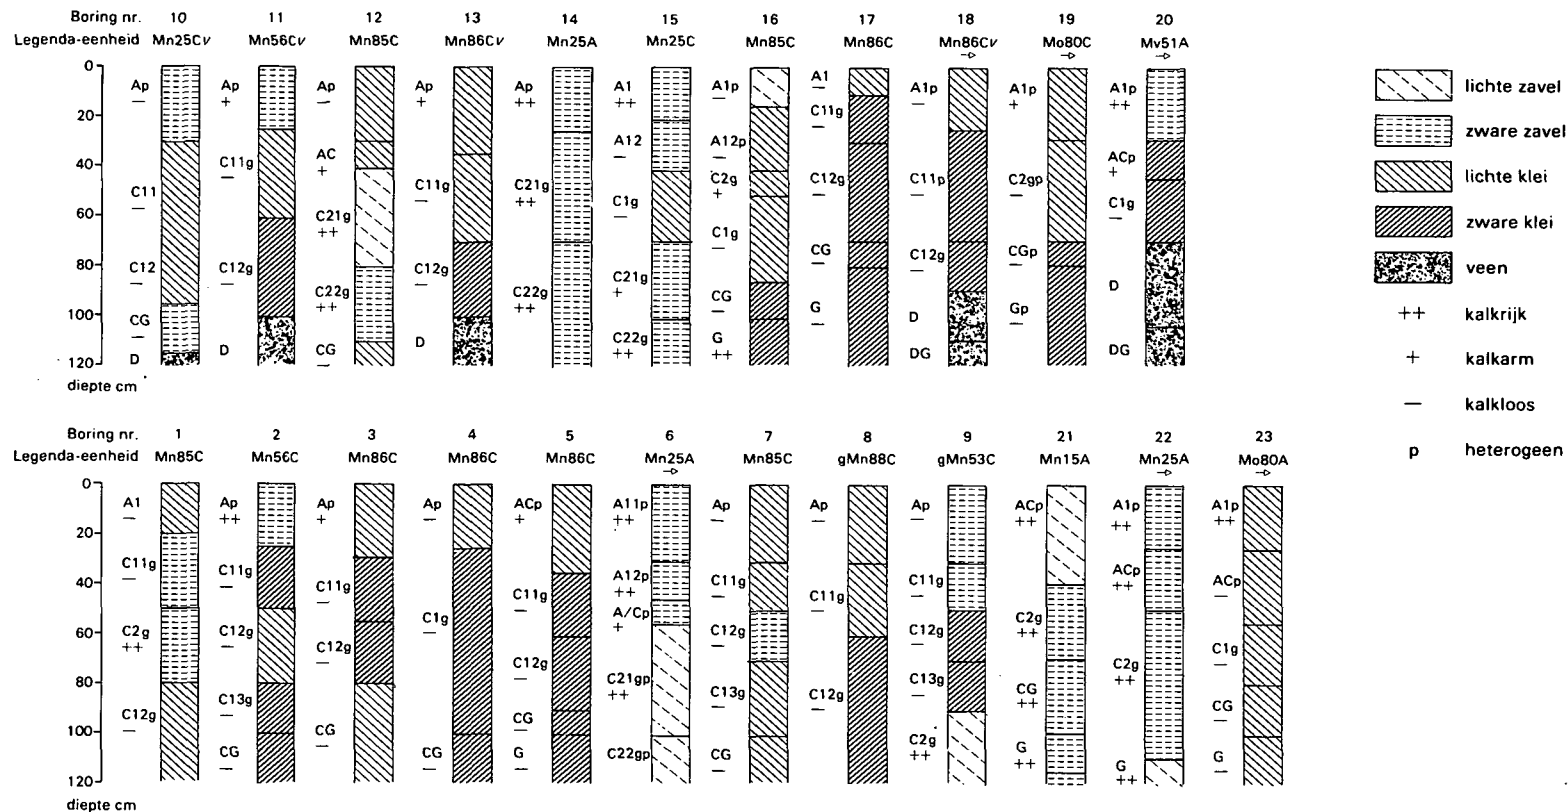 Boring nr. 10 11 12 13 14 15 16 17 18 19 20
Legenda-eenheid Mn25Cv Mn56Cv Mn85C Mn86Cv Mn25A Mn25C Mn85C Mn86C Mn86Cv Mo80C Mv51A
0
20
40
60
80
100
120
diepte cm
Ap —
C11 —
C12 —
CG —
D
Ap +
C11g —
C12g —
D
Ap —
AC +
C21g ++
C22g ++
CG —
Ap +
C11g —
C12g —
D
Ap ++
C21g ++
C22g ++
A1 ++
A12 —
C1g —
C21g +
C22g ++
A1p —
A12p —
C2g +
C1g —
CG —
G ++
A1 —
C11g —
C12g —
CG —
G —
A1p —
C11p —
C12g —
D
DG
A1p +
C2gp —
CGp —
Gp —
A1p ++
ACp +
C1g —
D
DG
lichte zavel
zware zavel
lichte klei
zware klei
veen
++ kalkrijk
+ kalkarm
— kalkloos
p heterogeen
Boring nr. 1 2 3 4 5 6 7 8 9 21 22 23
Legenda-eenheid Mn85C Mn56C Mn86C Mn86C Mn86C Mn25A Mn85C gMn88C gMn53C Mn15A Mn25A Mo80A
0
20
40
60
80
100
120
diepte cm
A1 —
C11g —
C2g ++
C12g —
Ap ++
C11g —
C12g —
C13g —
CG —
Ap +
C11g —
C12g —
CG —
Ap —
C1g —
CG —
ACp +
C11g —
C12g —
CG —
G —
A11p ++
A12p ++
A/Cp +
C21gp ++
C22gp
Ap —
C11g —
C12g —
C13g —
CG —
Ap —
C11g —
C12g —
Ap —
C11g —
C12g —
C13g —
C2g ++
ACp ++
C2g ++
CG ++
G ++
A1p ++
ACp ++
C2g ++
G ++
A1p ++
ACp —
C1g —
CG —
G —